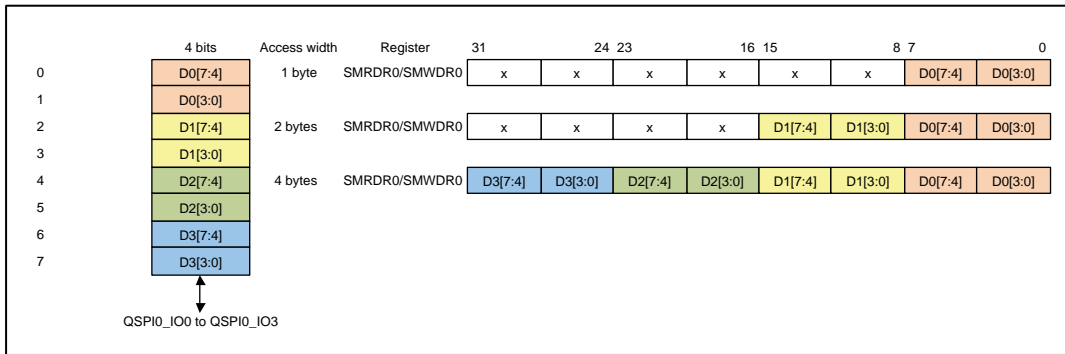 4 bits Access width Register 31 24 23 16 15 8 7 0
0 D0[7:4] 1 byte SMRDR0/SMWDR0 x x x x x x D0[7:4] D0[3:0]
1 D0[3:0]
2 D1[7:4] 2 bytes SMRDR0/SMWDR0 x x x x D1[7:4] D1[3:0] D0[7:4] D0[3:0]
3 D1[3:0]
4 D2[7:4] 4 bytes SMRDR0/SMWDR0 D3[7:4] D3[3:0] D2[7:4] D2[3:0] D1[7:4] D1[3:0] D0[7:4] D0[3:0]
5 D2[3:0]
6 D3[7:4]
7 D3[3:0]
QSPI0_IO0 to QSPI0_IO3